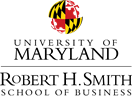 UNIVERSITY OF
MARYLAND
ROBERT H. SMITH
SCHOOL OF BUSINESS